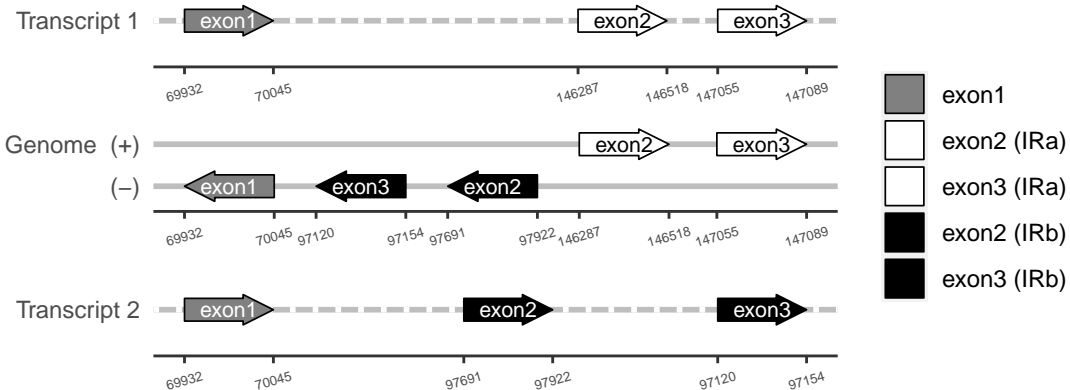 Transcript 1 exon1 exon2 exon3
69932 70045 146287 146518 147055 147089
Genome (+) exon2 exon3
(−) exon1 exon3 exon2
69932 70045 97120 97154 97691 97922 146287 146518 147055 147089
Transcript 2 exon1 exon2 exon3
69932 70045 97691 97922 97120 97154
exon1
exon2 (IRa)
exon3 (IRa)
exon2 (IRb)
exon3 (IRb)